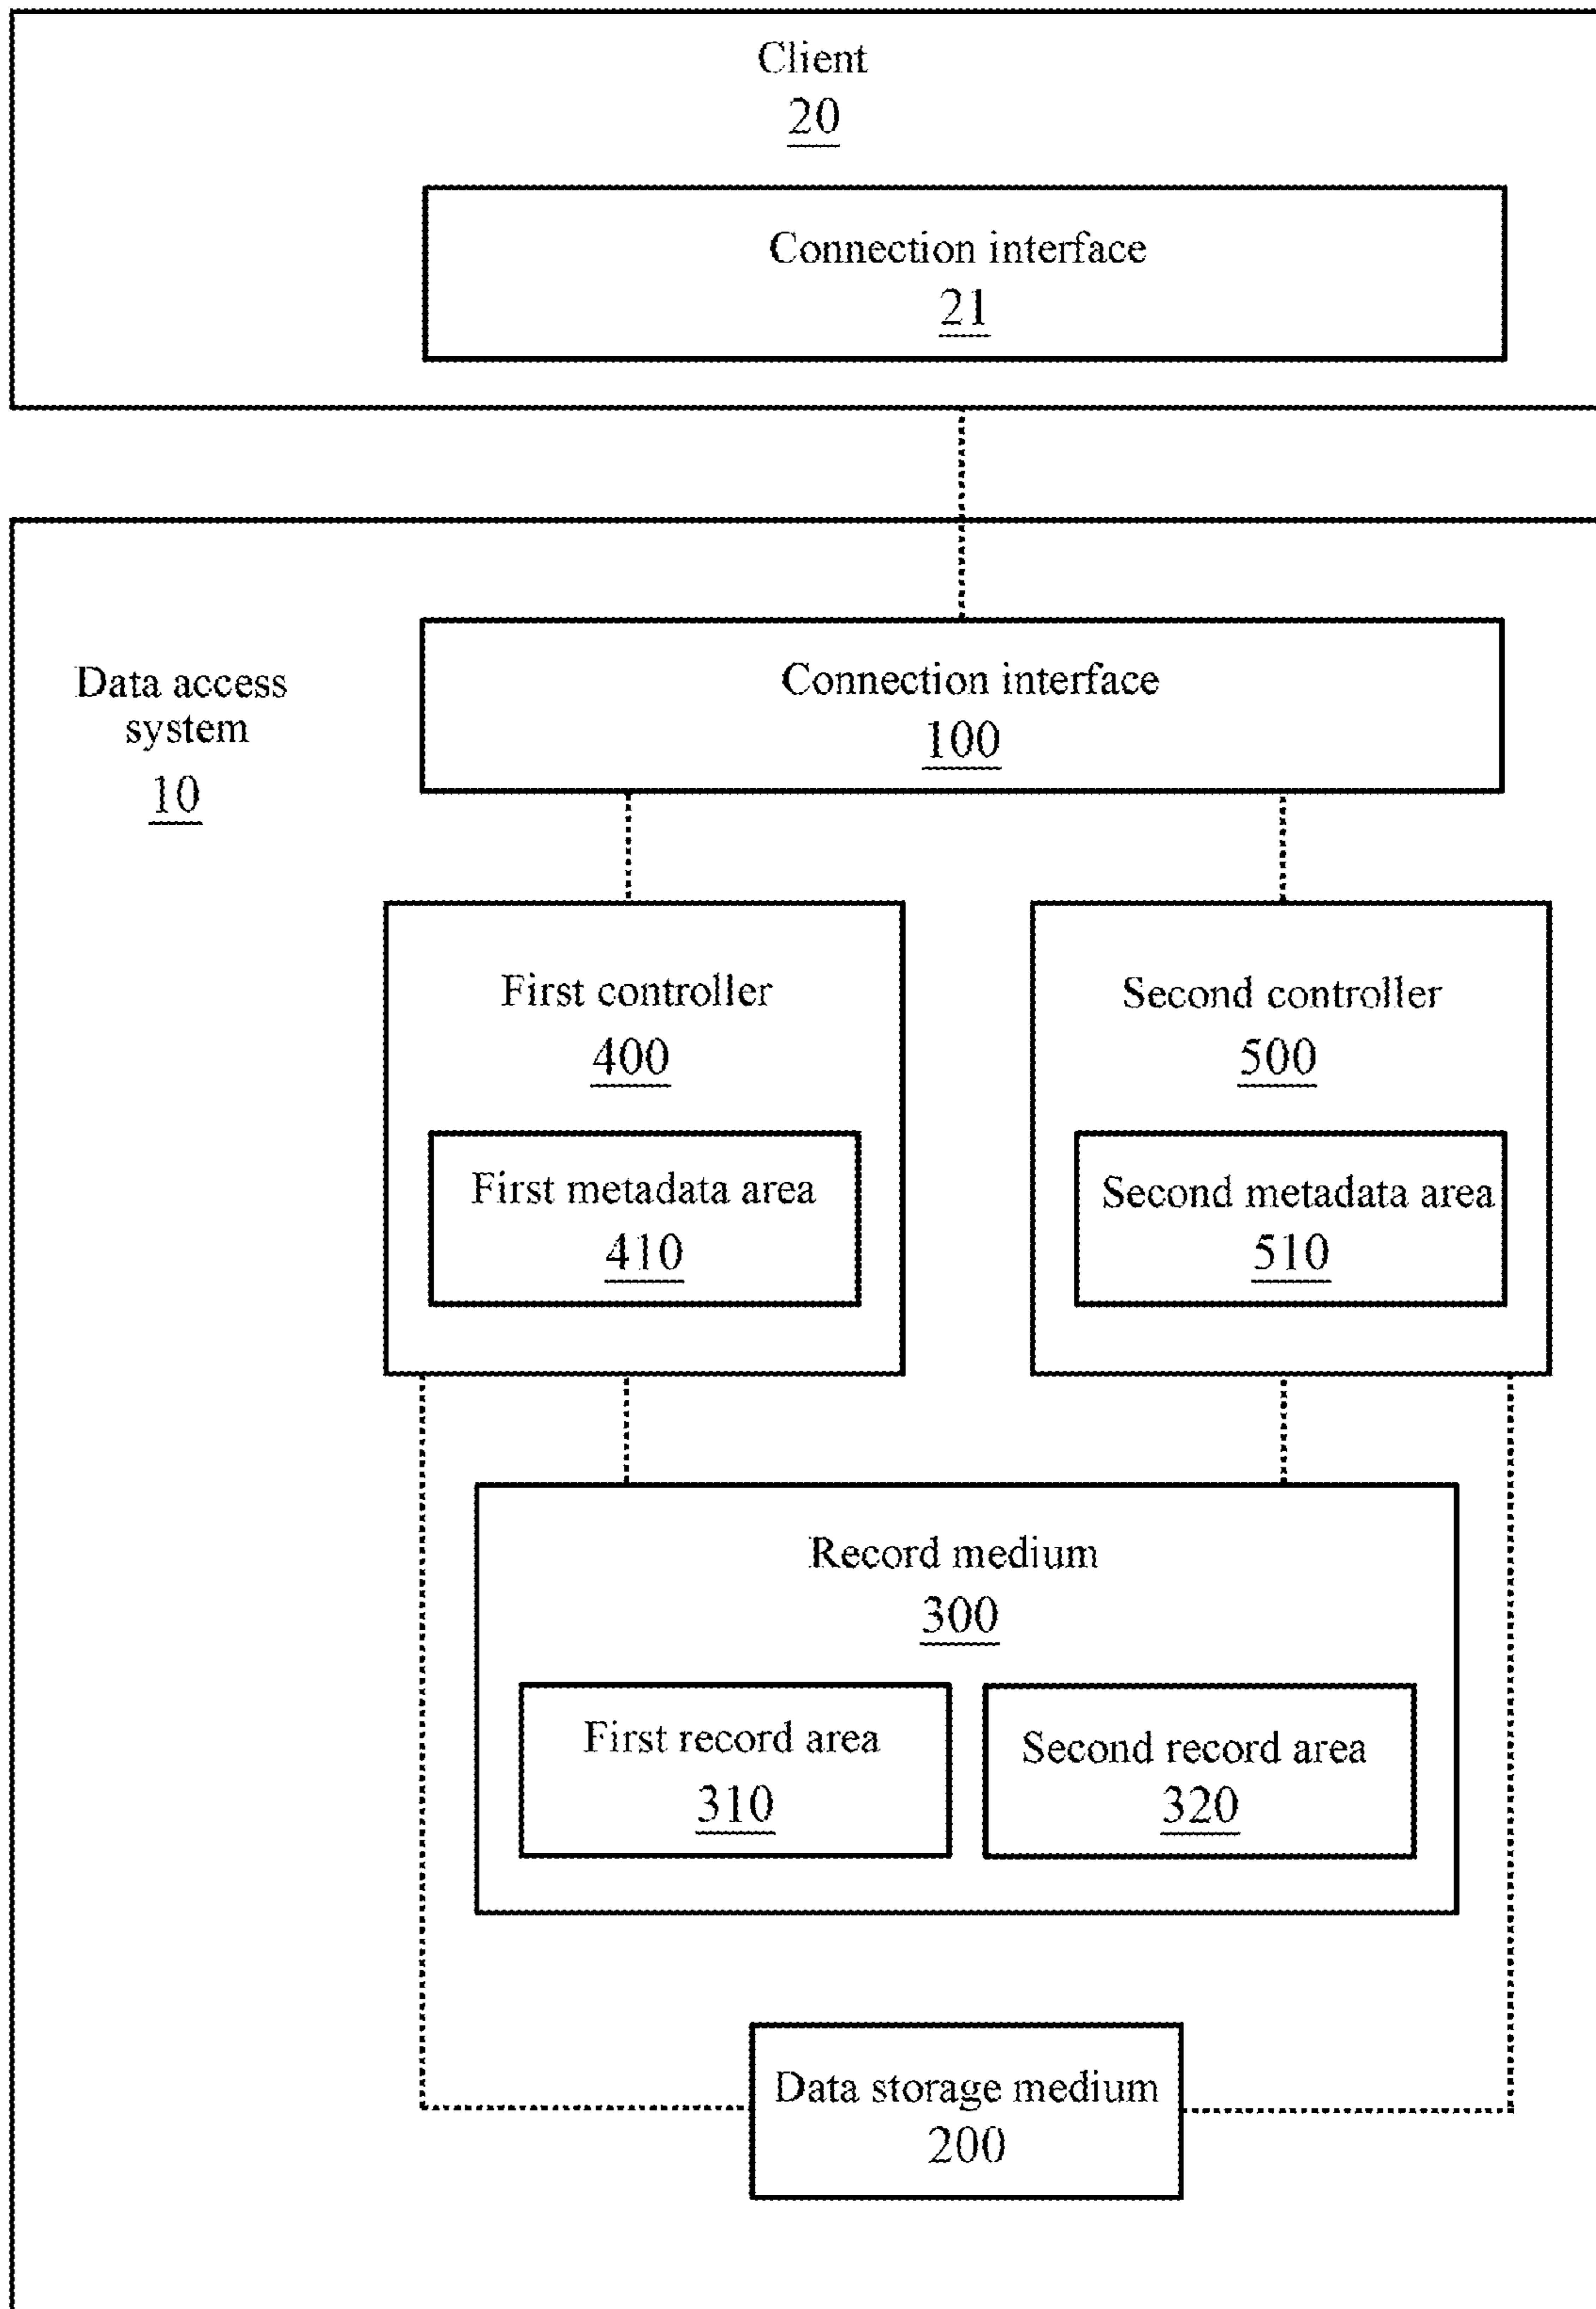 Client
20
Connection interface
21
Data access
system
10
Connection interface
100
First controller
400
First metadata area
410
Second controller
500
Second metadata area
510
Record medium
300
First record area
310
Second record area
320
Data storage medium
200